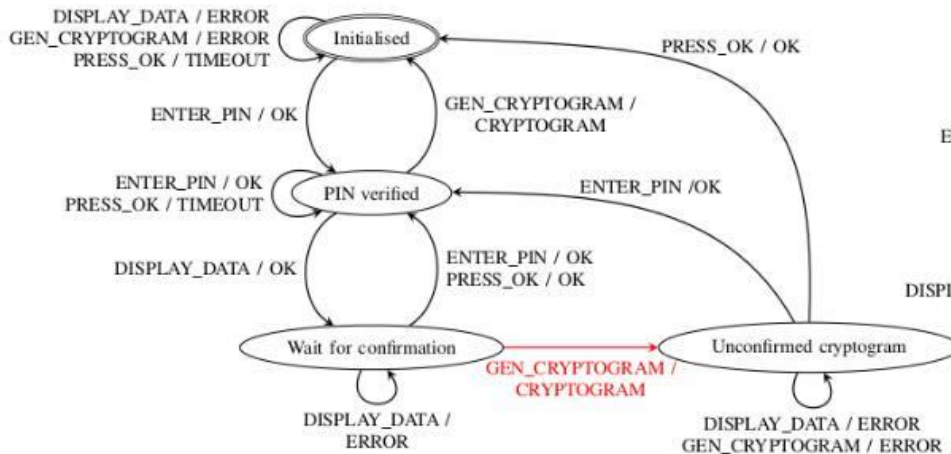 DISPLAY_DATA / ERROR
GEN_CRYPTOGRAM / ERROR
PRESS_OK / TIMEOUT
Initialised
PRESS_OK / OK
ENTER_PIN / OK
GEN_CRYPTOGRAM /
CRYPTOGRAM
E
ENTER_PIN / OK
PRESS_OK / TIMEOUT
PIN verified
ENTER_PIN /OK
DISPLAY_DATA / OK
ENTER_PIN / OK
PRESS_OK / OK
DISPL
Wait for confirmation
Unconfirmed cryptogram
GEN_CRYPTOGRAM /
CRYPTOGRAM
DISPLAY_DATA /
ERROR
DISPLAY_DATA / ERROR
GEN_CRYPTOGRAM / ERROR